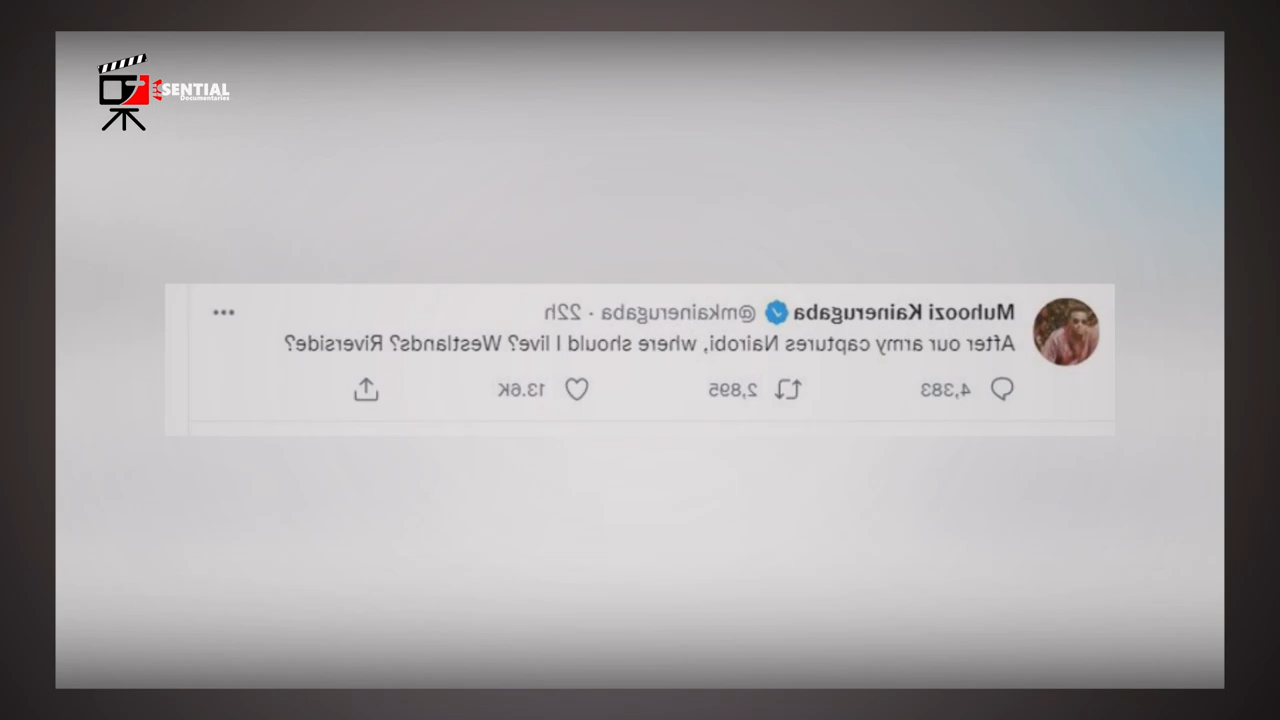 ESSENTIAL
Documentaries
Muhoozi Kainerugaba @mkainerugaba · 22h
After our army captures Nairobi, where should I live? Westlands? Riverside?
4,383 2,895 13.6K